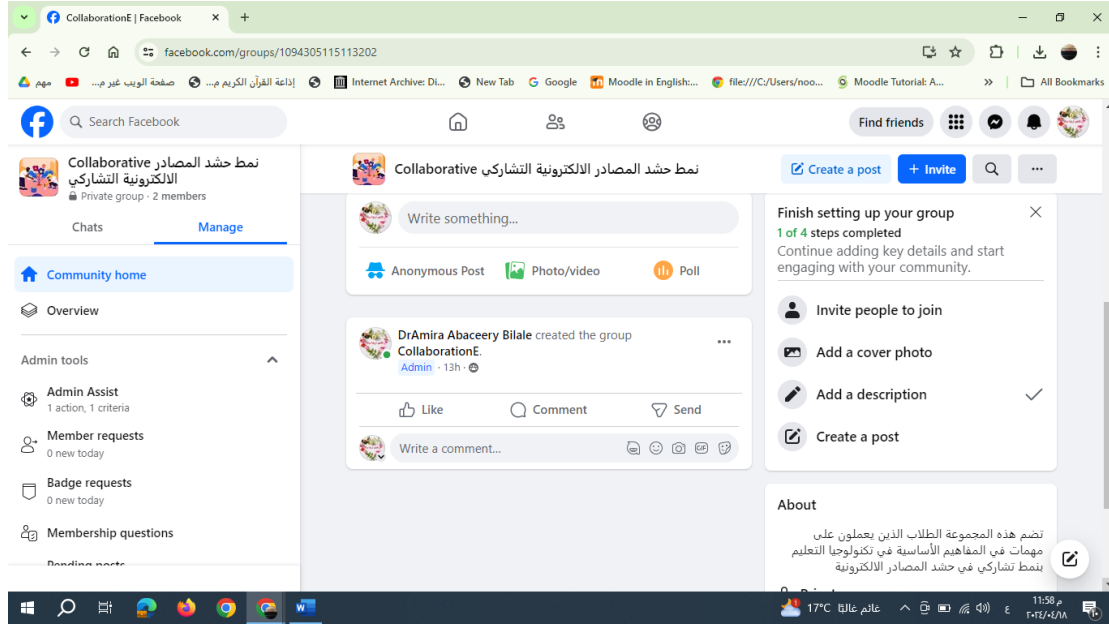 CollaborationE | Facebook
facebook.com/groups/1094305115113202
مهم
صفحة الويب غير م...
إذاعة القرآن الكريم م...
Internet Archive: Di...
New Tab
Google
Moodle in English:...
file:///C:/Users/noo...
Moodle Tutorial: A...
All Bookmarks
Search Facebook
Find friends
نمط حشد المصادر Collaborative
الالكترونية التشاركي
Private group · 2 members
Chats
Manage
Community home
Overview
Admin tools
Admin Assist
1 action, 1 criteria
Member requests
0 new today
Badge requests
0 new today
Membership questions
Pending posts
نمط حشد المصادر الالكترونية التشاركي Collaborative
Create a post
+ Invite
Write something...
Anonymous Post
Photo/video
Poll
DrAmira Abaceery Bilale created the group
CollaborationE.
Admin · 13h ·
Like
Comment
Send
Write a comment...
GIF
Finish setting up your group
1 of 4 steps completed
Continue adding key details and start
engaging with your community.
Invite people to join
Add a cover photo
Add a description
Create a post
About
تضم هذه المجموعة الطلاب الذين يعملون على
مهمات في المفاهيم الأساسية في تكنولوجيا التعليم
بنمط تشاركي في حشد المصادر الالكترونية
17°C غائم غالبًا
ع
11:58 م
٢٠٢٤/٠٤/١٨